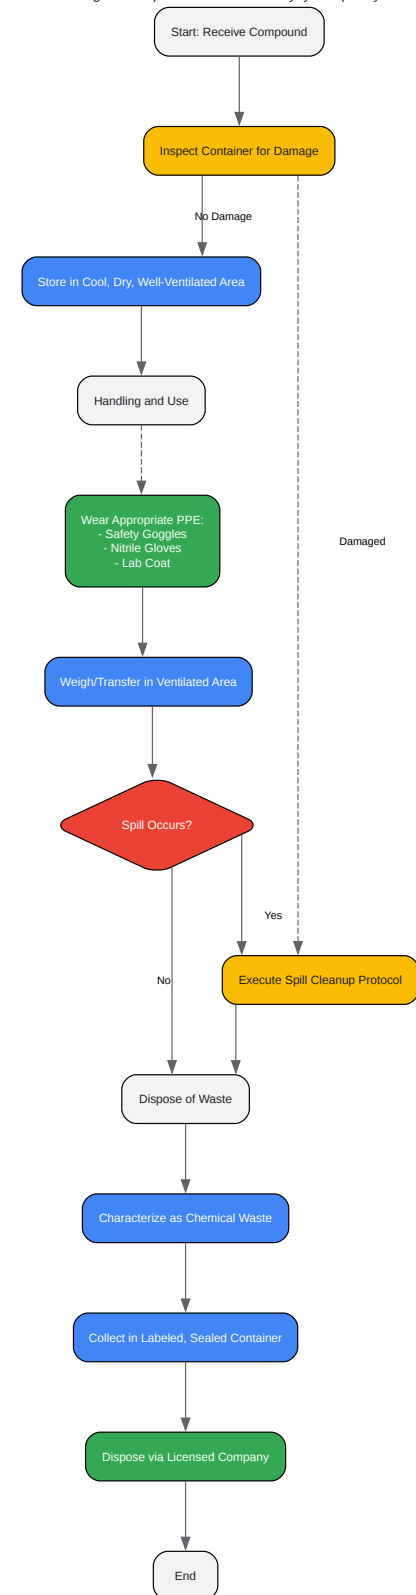 Start: Receive Compound
Inspect Container for Damage
No Damage
Store in Cool, Dry, Well-Ventilated Area
Handling and Use
Wear Appropriate PPE:
- Safety Goggles
- Nitrile Gloves
- Lab Coat
Damaged
Weigh/Transfer in Ventilated Area
Spill Occurs?
Yes
No
Execute Spill Cleanup Protocol
Dispose of Waste
Characterize as Chemical Waste
Collect in Labeled, Sealed Container
Dispose via Licensed Company
End